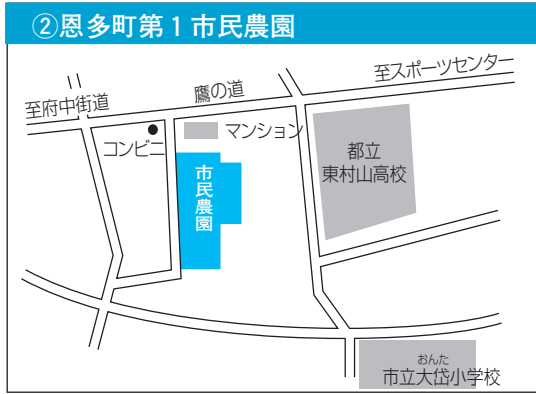 ②恩多町第1市民農園
至スポーツセンター
鷹の道
至府中街道
コンビニ
マンション
都立
東村山高校
市民農園
おんた
市立大岱小学校